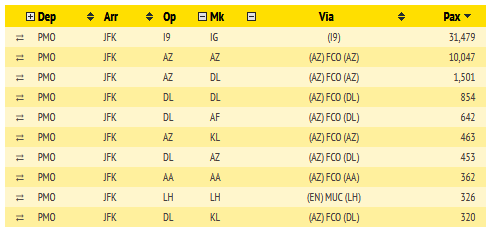 Dep Arr Op Mk Via Pax
PMO JFK I9 IG (I9) 31,479
PMO JFK AZ AZ (AZ) FCO (AZ) 10,047
PMO JFK AZ DL (AZ) FCO (AZ) 1,501
PMO JFK DL DL (AZ) FCO (DL) 854
PMO JFK DL AF (AZ) FCO (DL) 642
PMO JFK AZ KL (AZ) FCO (AZ) 463
PMO JFK DL AZ (AZ) FCO (DL) 453
PMO JFK AA AA (AZ) FCO (AA) 362
PMO JFK LH LH (EN) MUC (LH) 326
PMO JFK DL KL (AZ) FCO (DL) 320